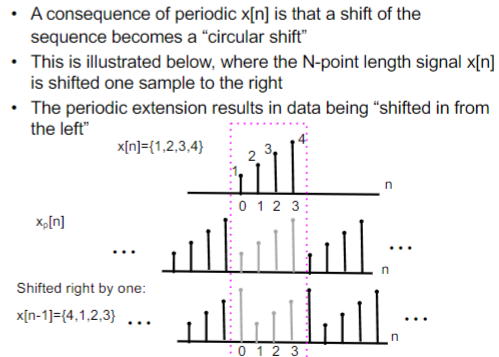 • A consequence of periodic x[n] is that a shift of the
sequence becomes a “circular shift”
• This is illustrated below, where the N-point length signal x[n]
is shifted one sample to the right
• The periodic extension results in data being “shifted in from
the left”
x[n]={1,2,3,4}
1 2 3 4
n
0 1 2 3
xₚ[n]
... ...
n
Shifted right by one:
x[n-1]={4,1,2,3} ... ...
n
0 1 2 3